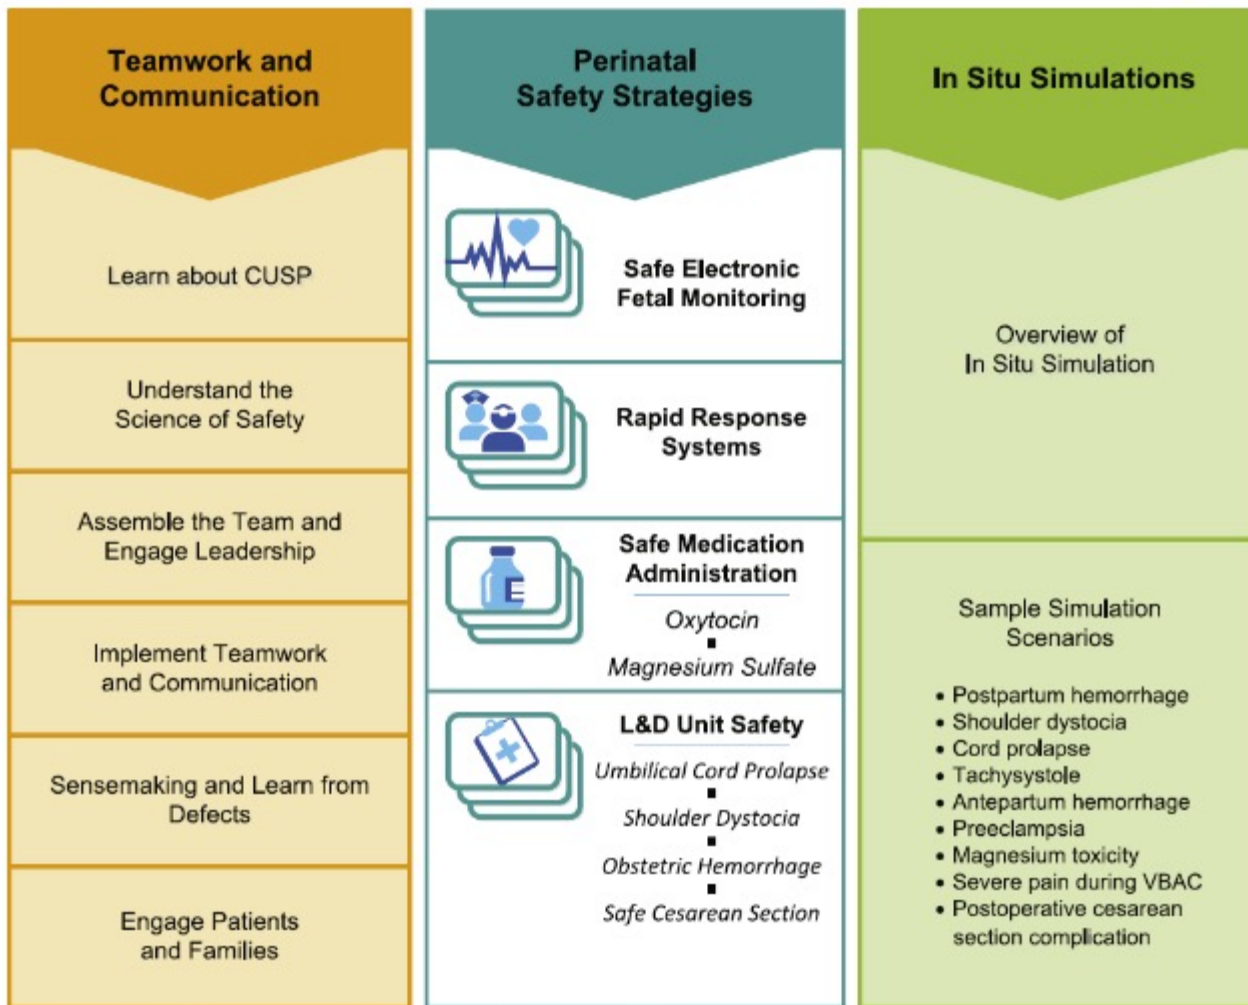 Teamwork and
Communication
Learn about CUSP
Understand the
Science of Safety
Assemble the Team and
Engage Leadership
Implement Teamwork
and Communication
Sensemaking and Learn from
Defects
Engage Patients
and Families
Perinatal
Safety Strategies
Safe Electronic
Fetal Monitoring
Rapid Response
Systems
Safe Medication
Administration
Oxytocin
Magnesium Sulfate
L&D Unit Safety
Umbilical Cord Prolapse
Shoulder Dystocia
Obstetric Hemorrhage
Safe Cesarean Section
In Situ Simulations
Overview of
In Situ Simulation
Sample Simulation
Scenarios
• Postpartum hemorrhage
• Shoulder dystocia
• Cord prolapse
• Tachysystole
• Antepartum hemorrhage
• Preeclampsia
• Magnesium toxicity
• Severe pain during VBAC
• Postoperative cesarean
section complication